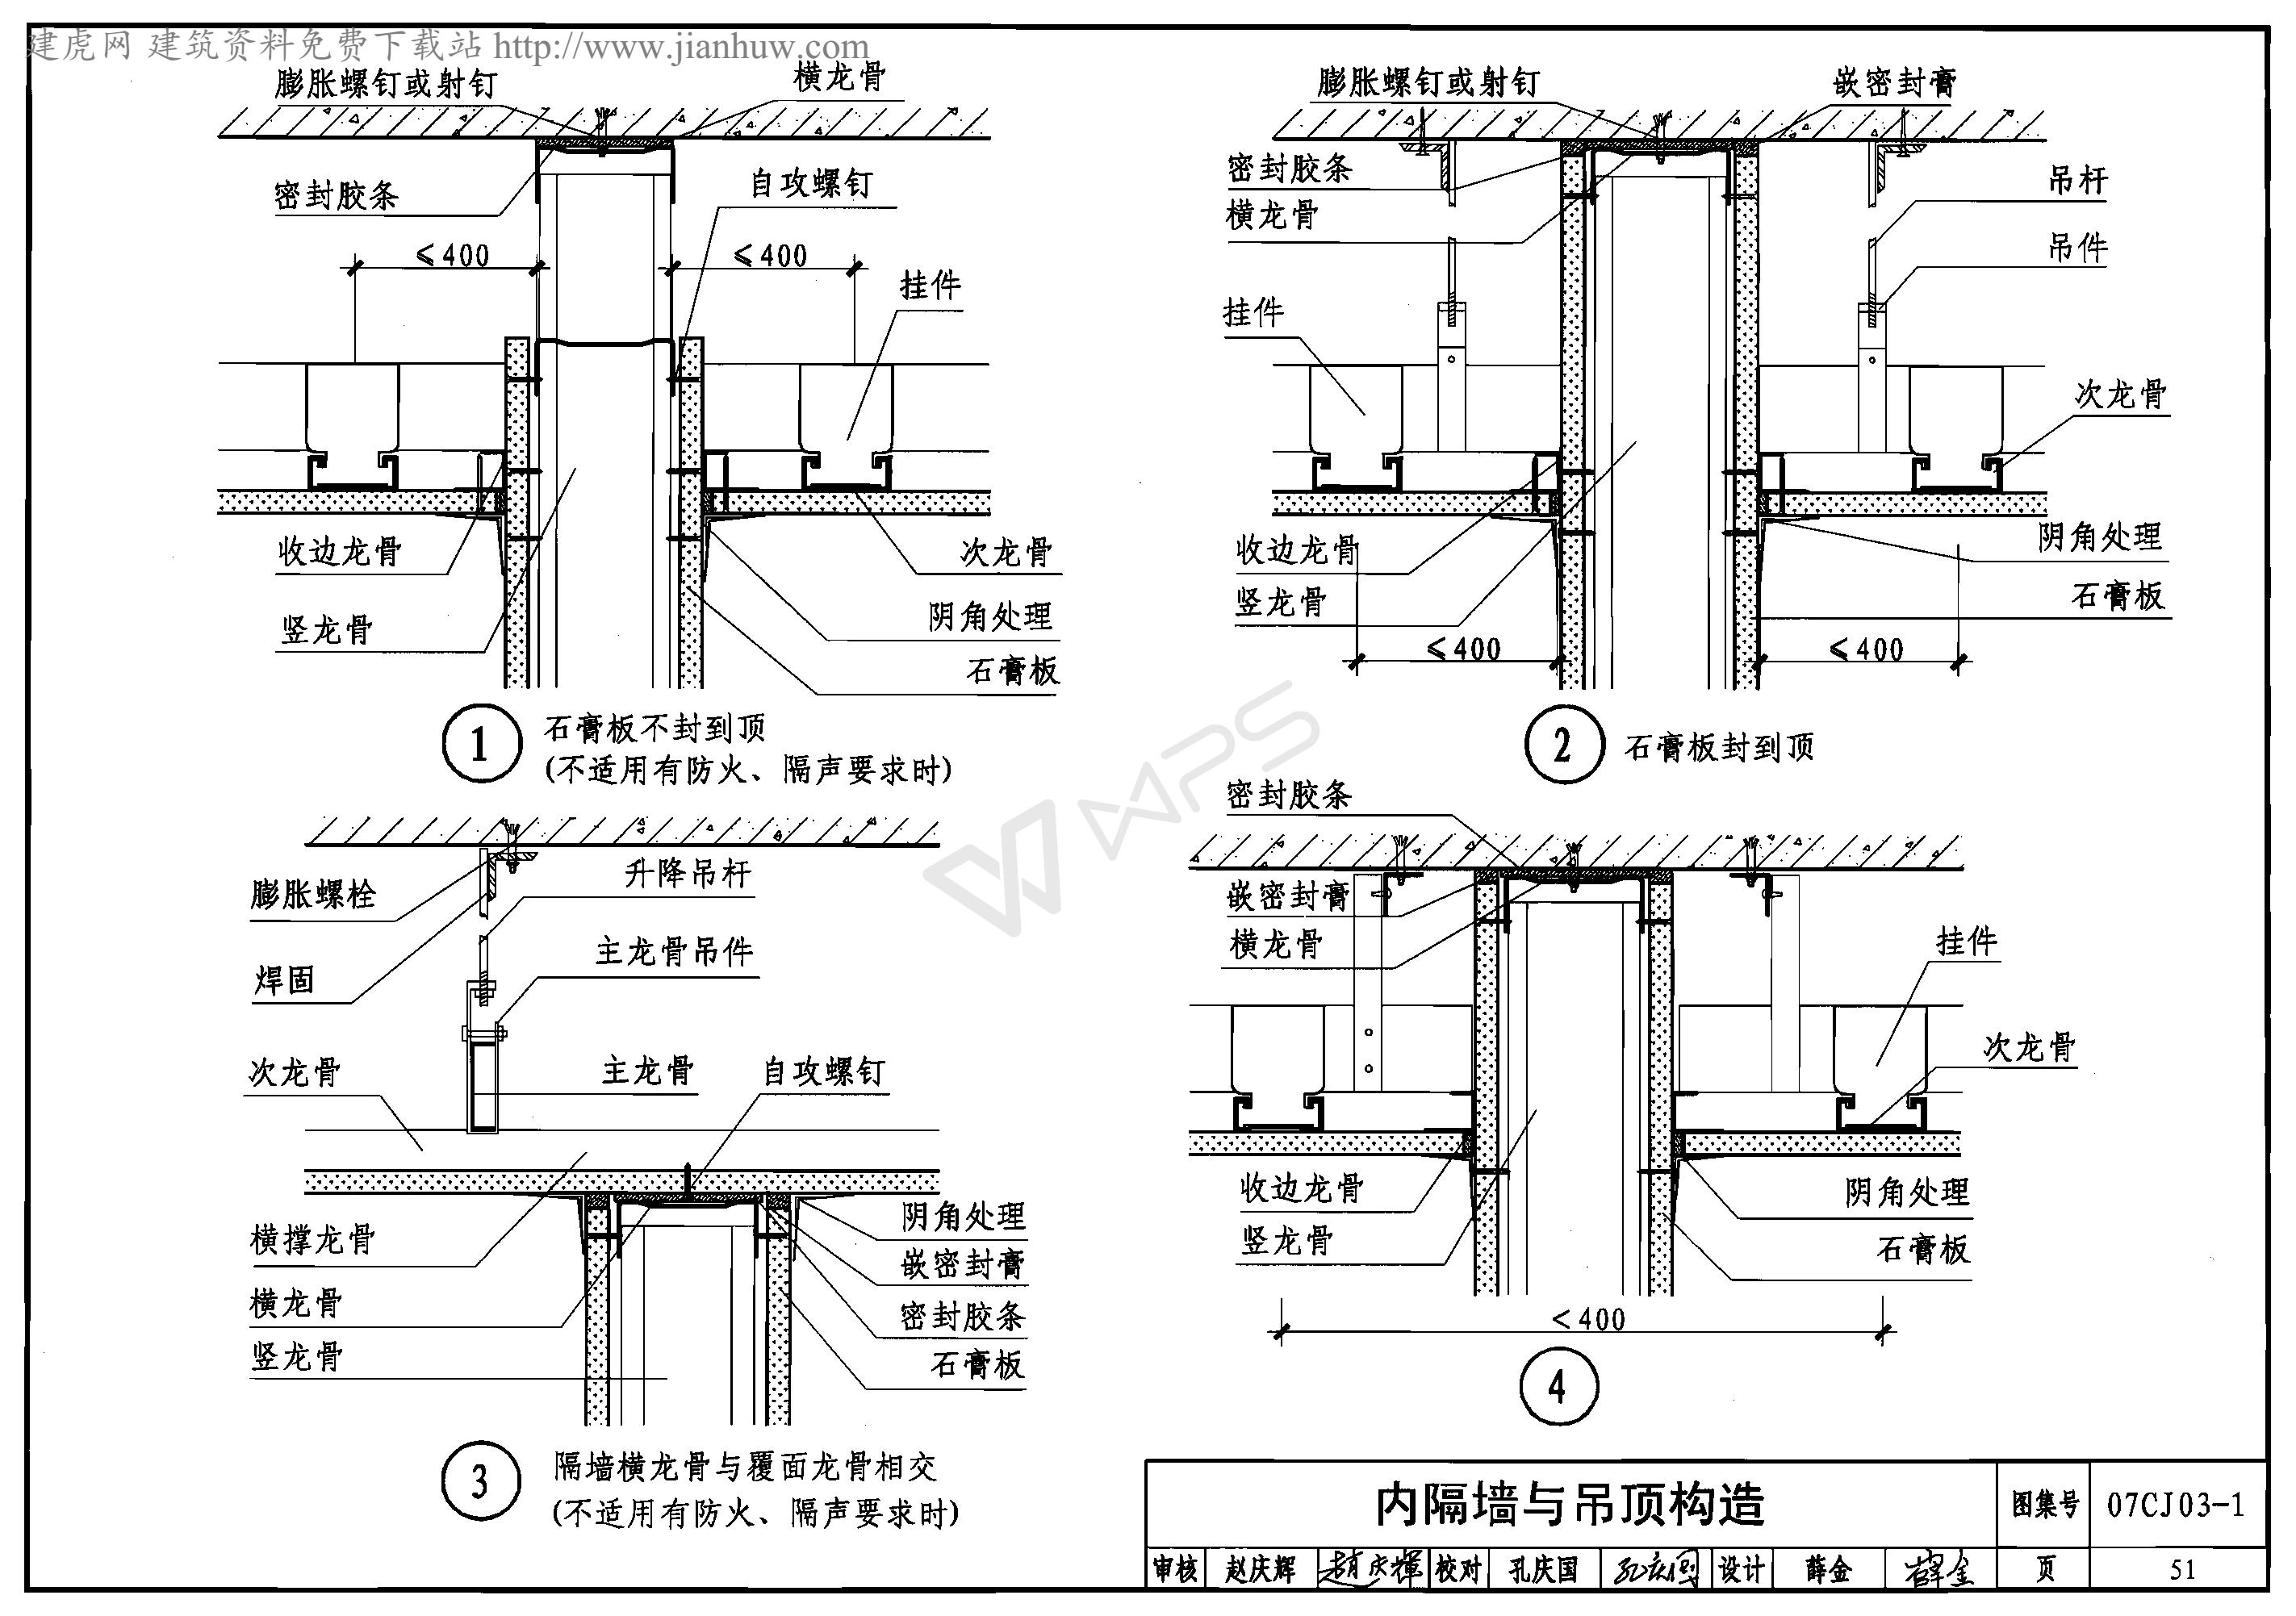 建虎网 建筑资料免费下载站 http://www.jianhuw.com
膨胀螺钉或射钉
横龙骨
密封胶条
自攻螺钉
≤400
≤400
挂件
收边龙骨
竖龙骨
次龙骨
阴角处理
石膏板
1
石膏板不封到顶
(不适用有防火、隔声要求时)
膨胀螺钉或射钉
嵌密封膏
密封胶条
横龙骨
吊杆
吊件
挂件
次龙骨
收边龙骨
竖龙骨
阴角处理
石膏板
≤400
≤400
2
石膏板封到顶
膨胀螺栓
升降吊杆
焊固
主龙骨吊件
次龙骨
主龙骨
自攻螺钉
横撑龙骨
横龙骨
竖龙骨
阴角处理
嵌密封膏
密封胶条
石膏板
3
隔墙横龙骨与覆面龙骨相交
(不适用有防火、隔声要求时)
密封胶条
嵌密封膏
横龙骨
挂件
次龙骨
收边龙骨
竖龙骨
阴角处理
石膏板
<400
4
WPS
内隔墙与吊顶构造
图集号
07CJ03-1
审核 赵庆辉 赵庆辉 校对 孔庆国 孔庆国 设计 薛金 薛金
页
51